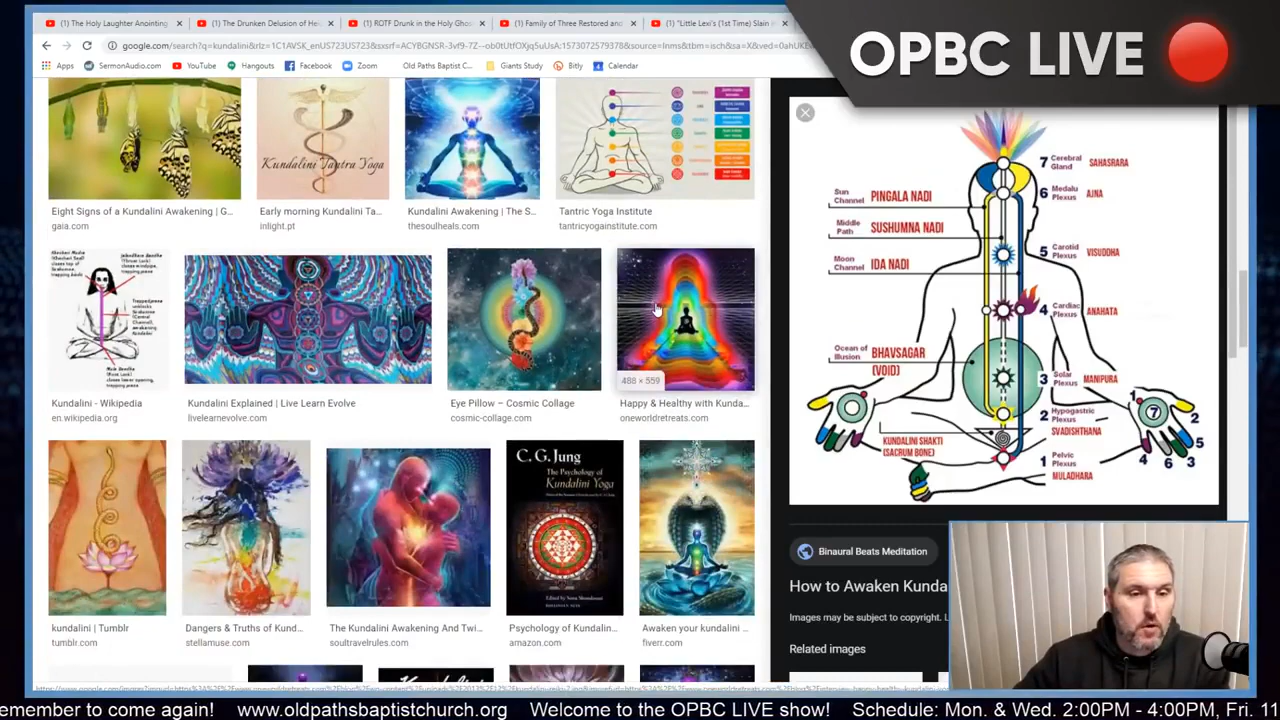 (1) The Holy Laughter Anointing
(1) The Drunken Delusion of He
(1) ROTF Drunk in the Holy Ghos
(1) Family of Three Restored and
(1) "Little Lexi's (1st Time) Slain i
OPBC LIVE
Apps
SermonAudio.com
YouTube
Hangouts
Facebook
Zoom
Old Paths Baptist C...
Giants Study
Bitly
Calendar
Kundalini Tantra Yoga
Eight Signs of a Kundalini Awakening | G...
gaia.com
Early morning Kundalini Ta...
inlight.pt
Kundalini Awakening | The S...
thesoulheals.com
Tantric Yoga Institute
tantricyogainstitute.com
488 × 559
Kundalini - Wikipedia
en.wikipedia.org
Kundalini Explained | Live Learn Evolve
livelearnevolve.com
Eye Pillow – Cosmic Collage
cosmic-collage.com
Happy & Healthy with Kunda...
oneworldretreats.com
C. G. Jung
The Psychology of
Kundalini Yoga
kundalini | Tumblr
tumblr.com
Dangers & Truths of Kund...
stellamuse.com
The Kundalini Awakening And Twi...
soultravelrules.com
Psychology of Kundalin...
amazon.com
Awaken your kundalini ...
fiverr.com
7 Cerebral Gland SAHASRARA
Sun Channel PINGALA NADI
6 Medalu Plexus AJNA
Middle Path SUSHUMNA NADI
5 Carotid Plexus VISUDDHA
Moon Channel IDA NADI
4 Cardiac Plexus ANAHATA
Ocean of Illusion BHAVSAGAR (VOID)
3 Solar Plexus MANIPURA
2 Hypogastric Plexus SVADISHTHANA
KUNDALINI SHAKTI
(SACRUM BONE)
1 Pelvic Plexus MULADHARA
1
7
2
5
4 6 3
Binaural Beats Meditation
How to Awaken Kunda
Images may be subject to copyright. L
Related images
emember to come again! www.oldpathsbaptistchurch.org Welcome to the OPBC LIVE show! Schedule: Mon. & Wed. 2:00PM - 4:00PM, Fri. 11